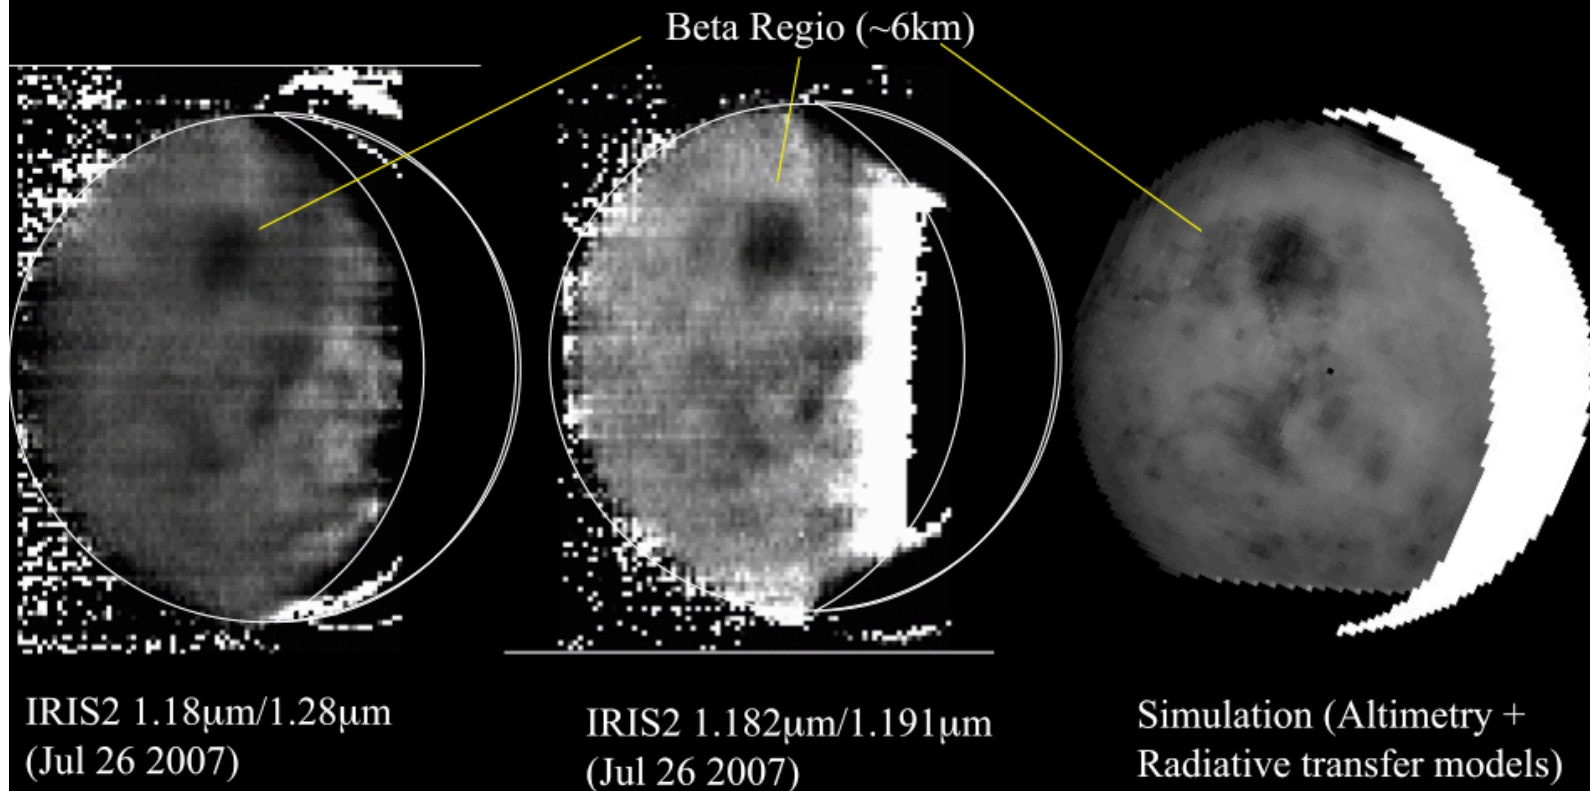 Beta Regio (~6km)
IRIS2 1.18μm/1.28μm
(Jul 26 2007)
IRIS2 1.182μm/1.191μm
(Jul 26 2007)
Simulation (Altimetry +
Radiative transfer models)